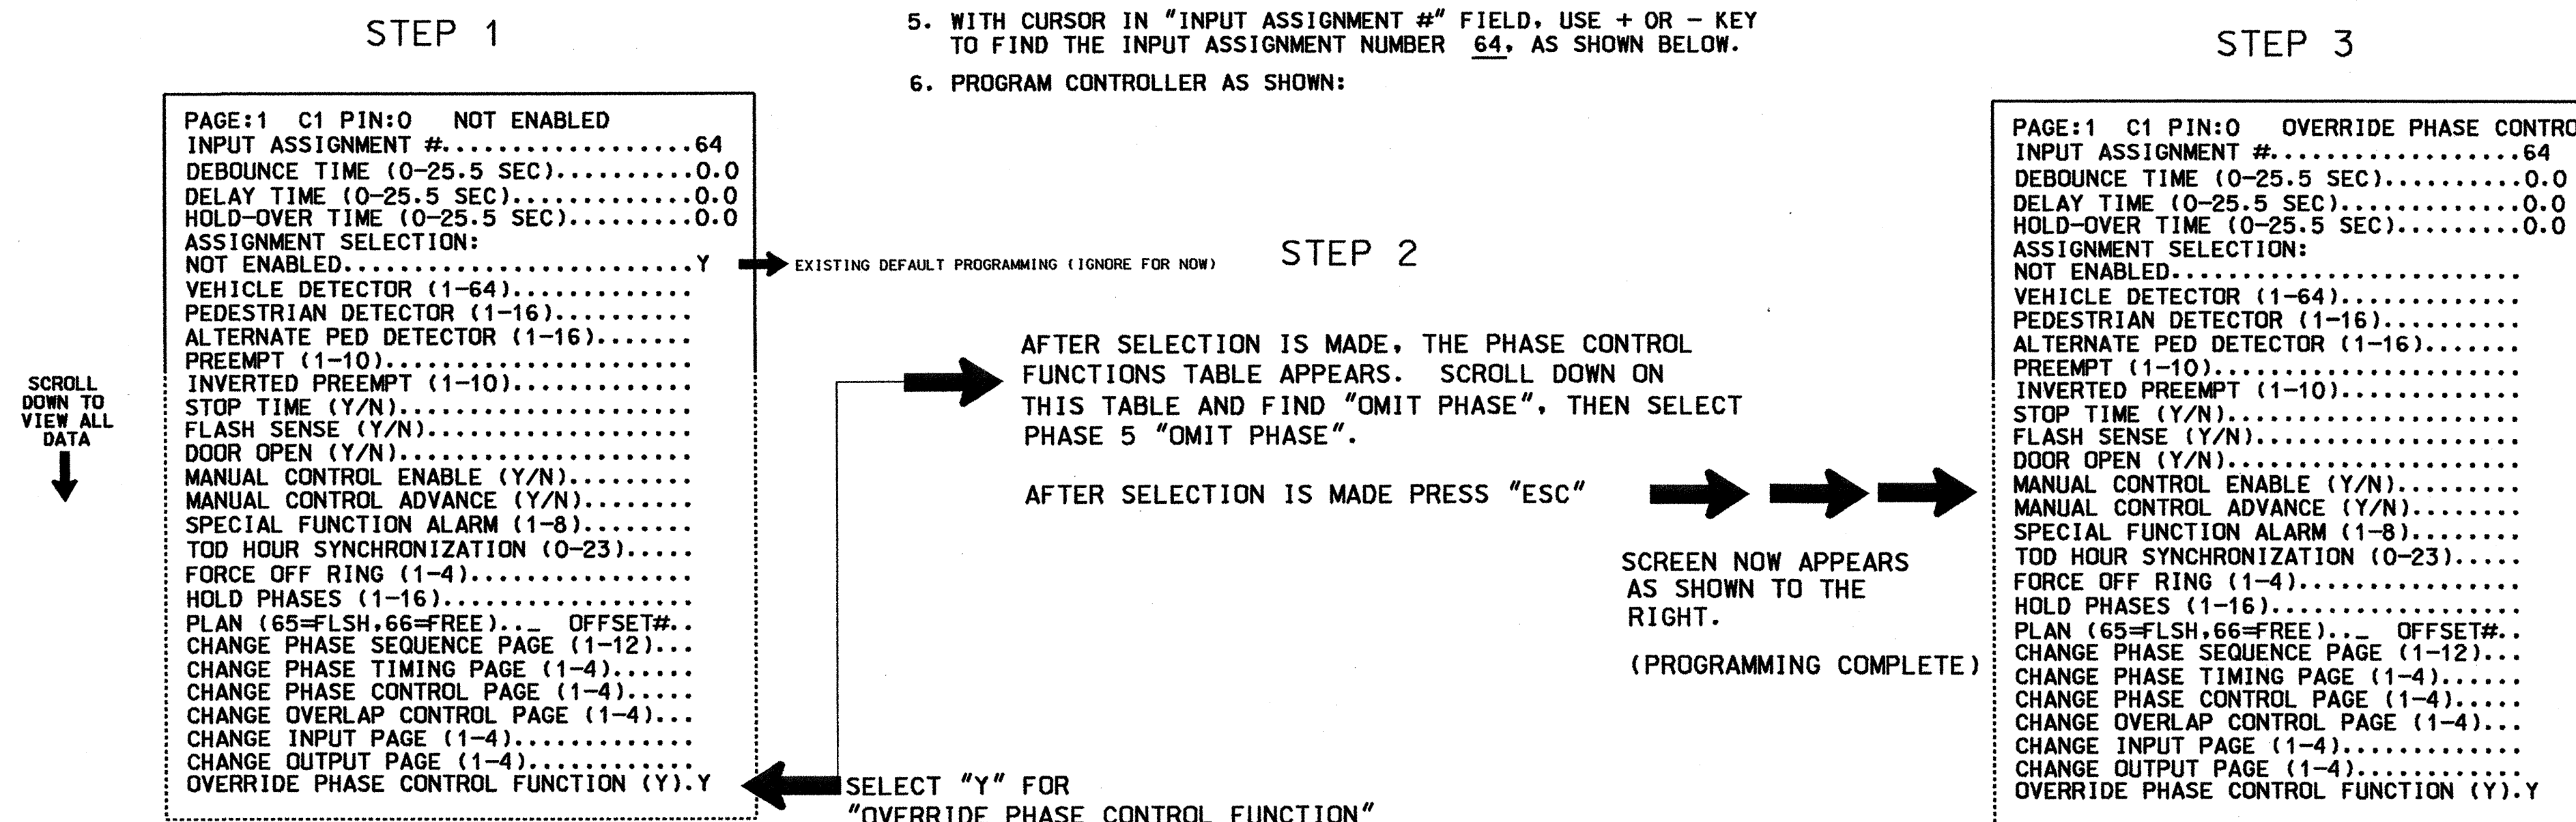 STEP 1
PAGE:1 C1 PIN:0 NOT ENABLED
INPUT ASSIGNMENT #..................64
DEBOUNCE TIME (0-25.5 SEC)..........0.0
DELAY TIME (0-25.5 SEC).............0.0
HOLD-OVER TIME (0-25.5 SEC).........0.0
ASSIGNMENT SELECTION:
NOT ENABLED.........................Y
VEHICLE DETECTOR (1-64).............
PEDESTRIAN DETECTOR (1-16)..........
ALTERNATE PED DETECTOR (1-16).......
PREEMPT (1-10)......................
INVERTED PREEMPT (1-10).............
STOP TIME (Y/N).....................
FLASH SENSE (Y/N)...................
DOOR OPEN (Y/N).....................
MANUAL CONTROL ENABLE (Y/N).........
MANUAL CONTROL ADVANCE (Y/N)........
SPECIAL FUNCTION ALARM (1-8)........
TOD HOUR SYNCHRONIZATION (0-23).....
FORCE OFF RING (1-4)................
HOLD PHASES (1-16)..................
PLAN (65=FLSH,66=FREE).._ OFFSET#..
CHANGE PHASE SEQUENCE PAGE (1-12)...
CHANGE PHASE TIMING PAGE (1-4)......
CHANGE PHASE CONTROL PAGE (1-4).....
CHANGE OVERLAP CONTROL PAGE (1-4)...
CHANGE INPUT PAGE (1-4).............
CHANGE OUTPUT PAGE (1-4)............
OVERRIDE PHASE CONTROL FUNCTION (Y).Y
SCROLL
DOWN TO
VIEW ALL
DATA
5. WITH CURSOR IN "INPUT ASSIGNMENT #" FIELD, USE + OR - KEY
TO FIND THE INPUT ASSIGNMENT NUMBER 64, AS SHOWN BELOW.
6. PROGRAM CONTROLLER AS SHOWN:
EXISTING DEFAULT PROGRAMMING (IGNORE FOR NOW)
STEP 2
AFTER SELECTION IS MADE, THE PHASE CONTROL
FUNCTIONS TABLE APPEARS. SCROLL DOWN ON
THIS TABLE AND FIND "OMIT PHASE", THEN SELECT
PHASE 5 "OMIT PHASE".
AFTER SELECTION IS MADE PRESS "ESC"
SCREEN NOW APPEARS
AS SHOWN TO THE
RIGHT.
(PROGRAMMING COMPLETE)
SELECT "Y" FOR
"OVERRIDE PHASE CONTROL FUNCTION"
STEP 3
PAGE:1 C1 PIN:0 OVERRIDE PHASE CONTRO
INPUT ASSIGNMENT #..................64
DEBOUNCE TIME (0-25.5 SEC)..........0.0
DELAY TIME (0-25.5 SEC).............0.0
HOLD-OVER TIME (0-25.5 SEC).........0.0
ASSIGNMENT SELECTION:
NOT ENABLED.........................
VEHICLE DETECTOR (1-64).............
PEDESTRIAN DETECTOR (1-16)..........
ALTERNATE PED DETECTOR (1-16).......
PREEMPT (1-10)......................
INVERTED PREEMPT (1-10).............
STOP TIME (Y/N).....................
FLASH SENSE (Y/N)...................
DOOR OPEN (Y/N).....................
MANUAL CONTROL ENABLE (Y/N).........
MANUAL CONTROL ADVANCE (Y/N)........
SPECIAL FUNCTION ALARM (1-8)........
TOD HOUR SYNCHRONIZATION (0-23).....
FORCE OFF RING (1-4)................
HOLD PHASES (1-16)..................
PLAN (65=FLSH,66=FREE).._ OFFSET#..
CHANGE PHASE SEQUENCE PAGE (1-12)...
CHANGE PHASE TIMING PAGE (1-4)......
CHANGE PHASE CONTROL PAGE (1-4).....
CHANGE OVERLAP CONTROL PAGE (1-4)...
CHANGE INPUT PAGE (1-4).............
CHANGE OUTPUT PAGE (1-4)............
OVERRIDE PHASE CONTROL FUNCTION (Y).Y